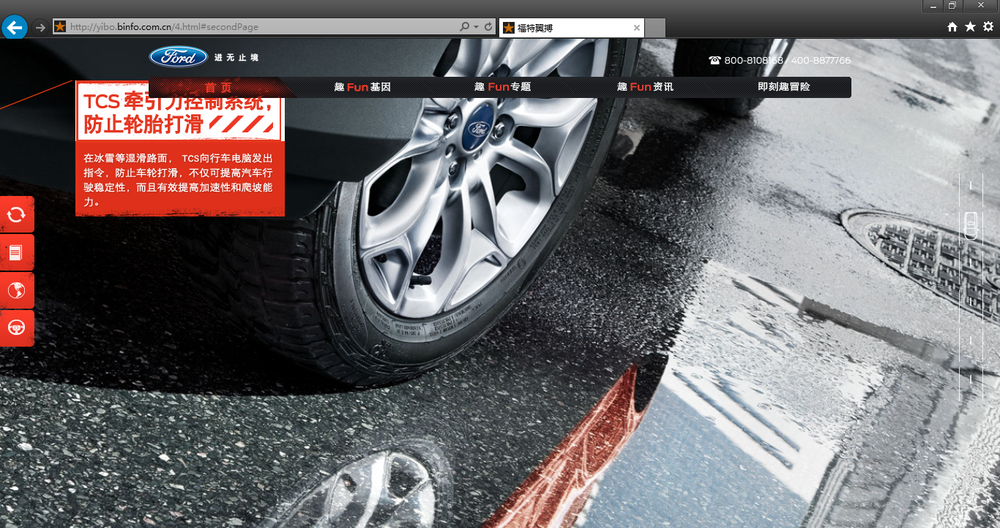 http://yibo.binfo.com.cn/4.html#secondPage
福特翼搏
Ford 进无止境
800-8108168 / 400-8877766
首页 趣Fun基因 趣Fun专题 趣Fun资讯 即刻趣冒险
TCS 牵引力控制系统，
防止轮胎打滑
在冰雪等湿滑路面， TCS向行车电脑发出
指令，防止车轮打滑，不仅可提高汽车行
驶稳定性，而且有效提高加速性和爬坡能
力。
Ford